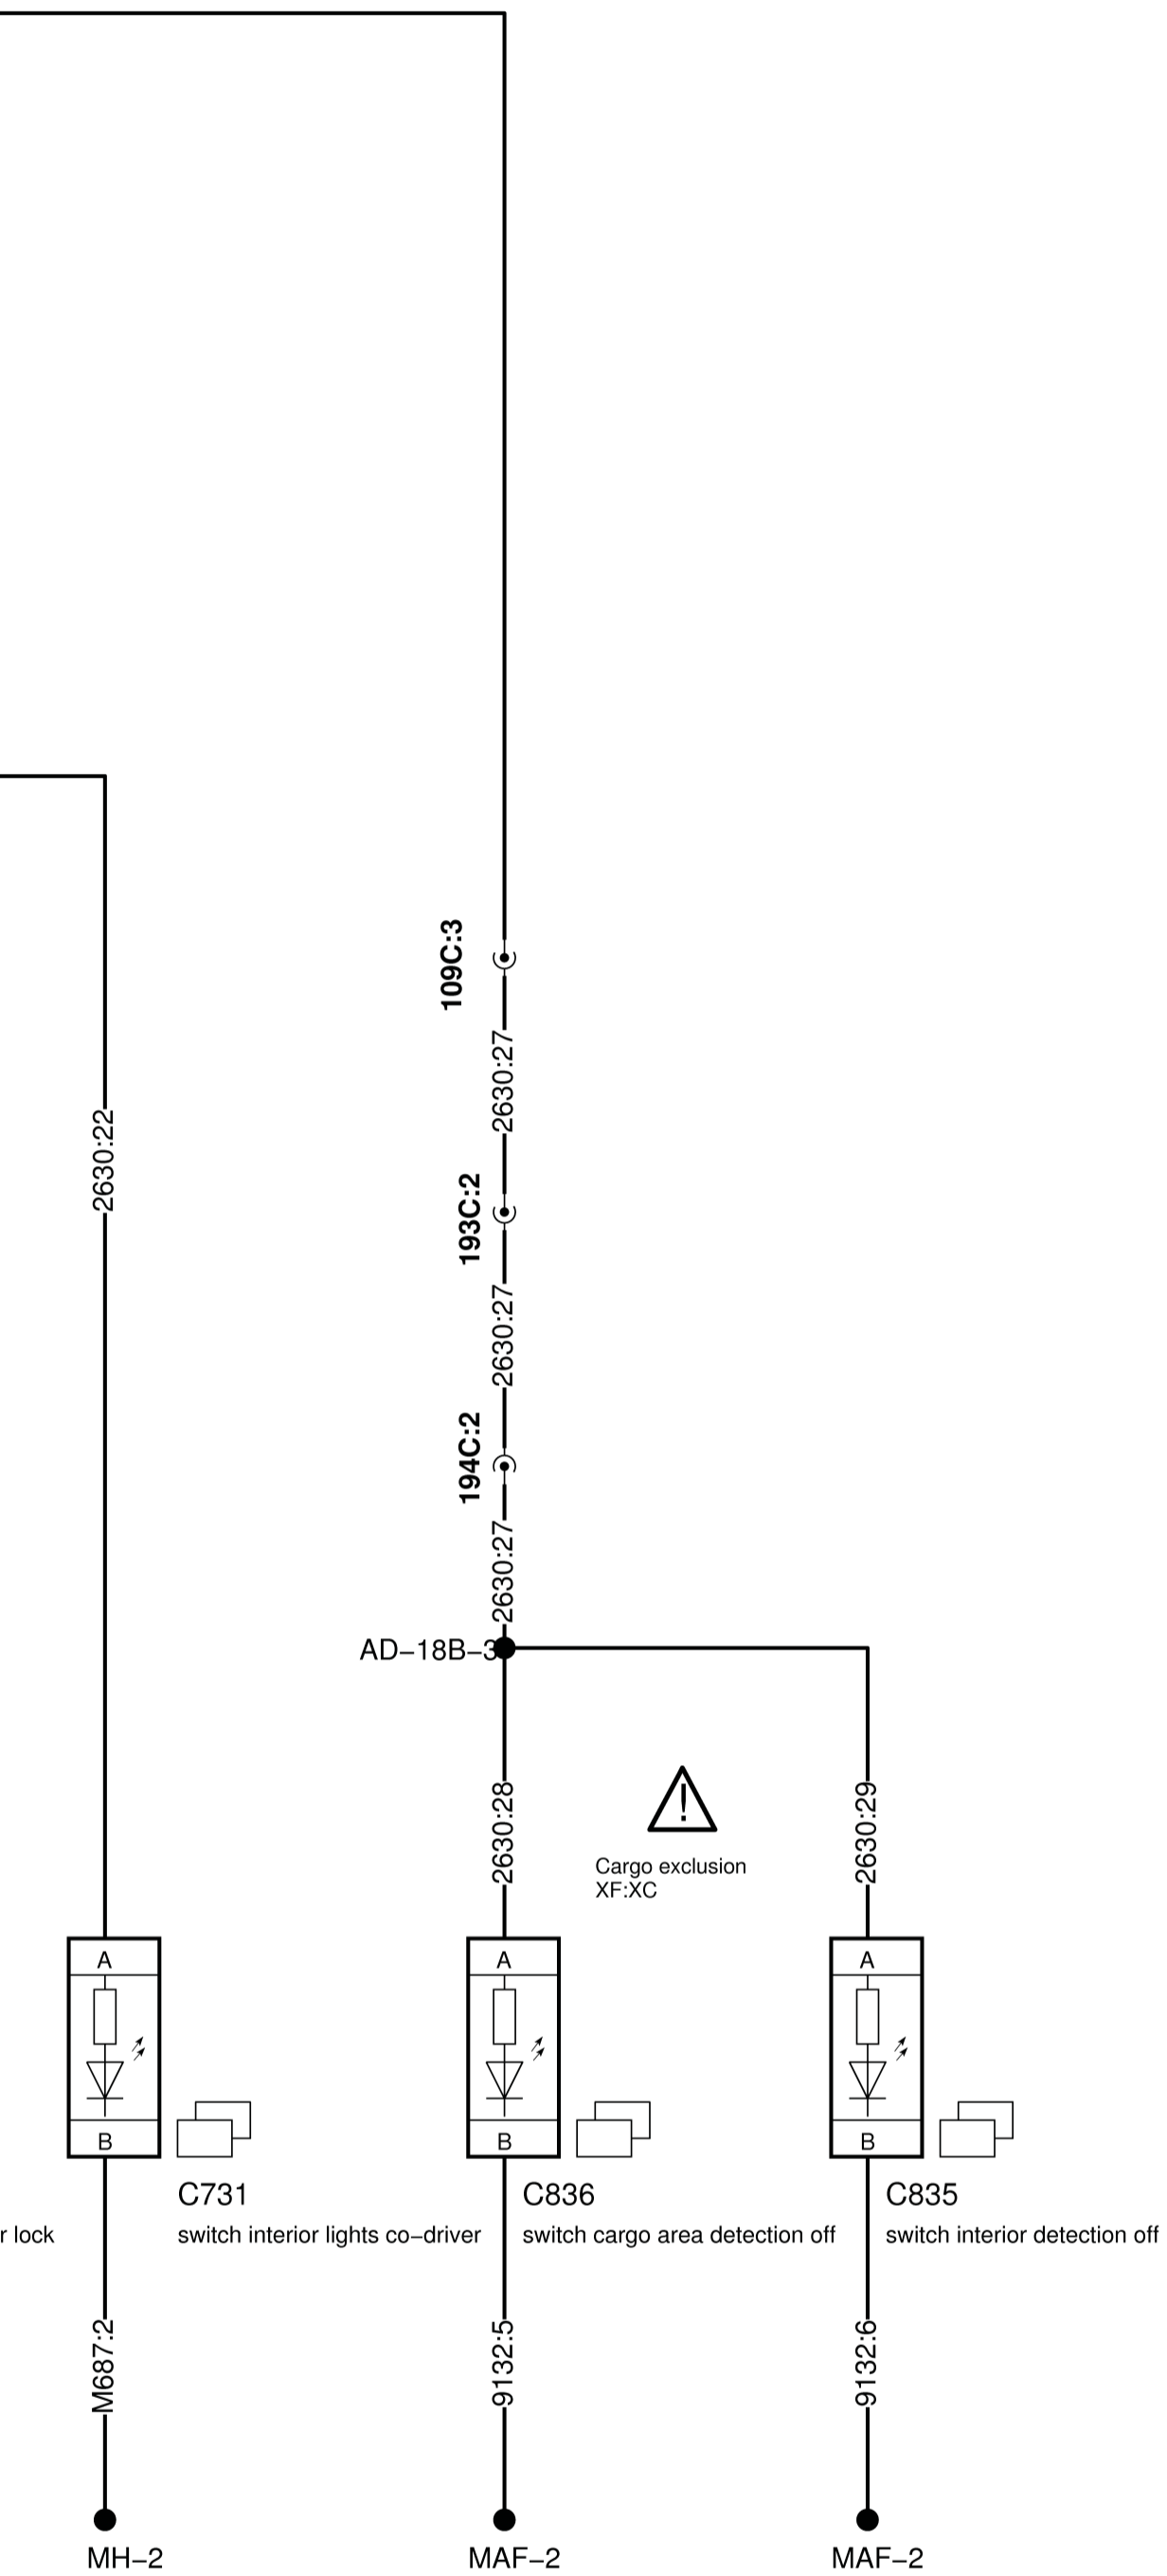 109C:3
2630:27
2630:22
193C:2
2630:27
194C:2
2630:27
AD–18B–3
2630:28
2630:29
!
Cargo exclusion
XF:XC
A
A
A
B
B
B
C731
C836
C835
r lock
switch interior lights co–driver
switch cargo area detection off
switch interior detection off
M687:2
9132:5
9132:6
MH–2
MAF–2
MAF–2